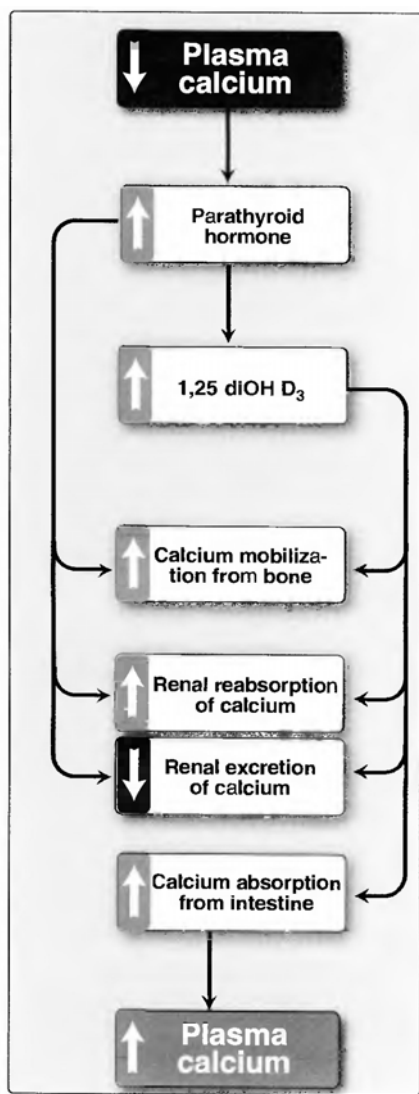 Plasma
calcium
Parathyroid
hormone
1,25 diOH D₃
Calcium mobiliza-
tion from bone
Renal reabsorption
of calcium
Renal excretion
of calcium
Calcium absorption
from intestine
Plasma
calcium